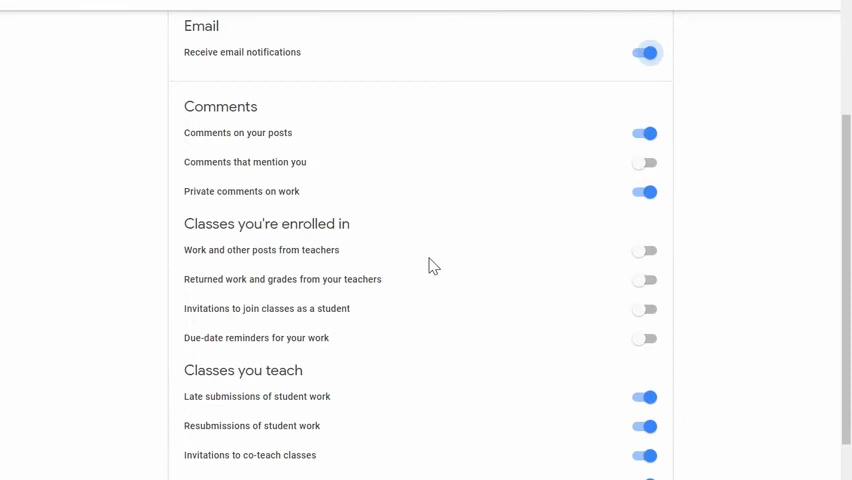 Email
Receive email notifications
Comments
Comments on your posts
Comments that mention you
Private comments on work
Classes you're enrolled in
Work and other posts from teachers
Returned work and grades from your teachers
Invitations to join classes as a student
Due-date reminders for your work
Classes you teach
Late submissions of student work
Resubmissions of student work
Invitations to co-teach classes